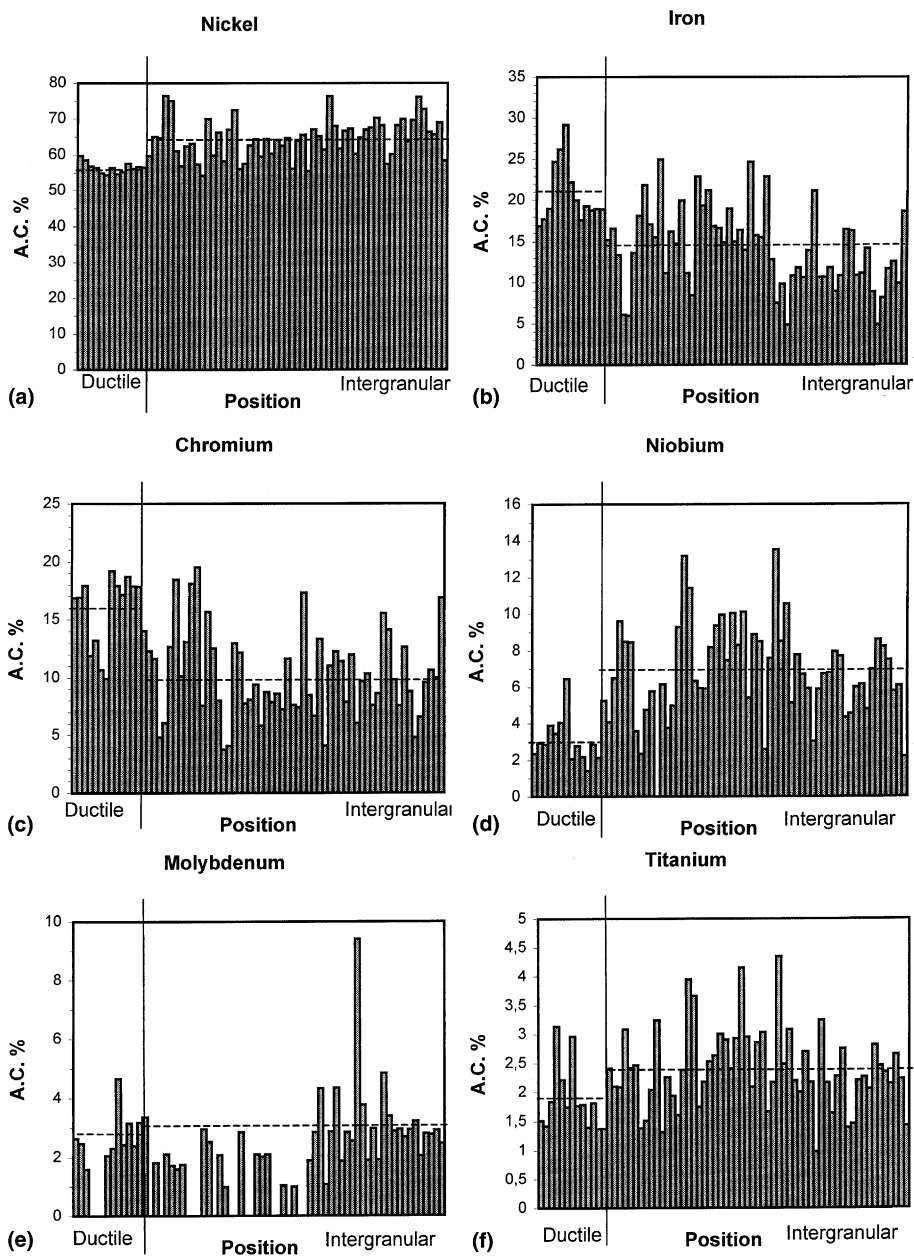 Nickel
A.C. %
80
70
60
50
40
30
20
10
0
Ductile
Intergranular
(a)
Position
Iron
A.C. %
35
30
25
20
15
10
5
0
Ductile
Intergranular
(b)
Position
Chromium
A.C. %
25
20
15
10
5
0
Ductile
Intergranular
(c)
Position
Niobium
A.C. %
16
14
12
10
8
6
4
2
0
Ductile
Intergranular
(d)
Position
Molybdenum
A.C. %
10
8
6
4
2
0
Ductile
Intergranular
(e)
Position
Titanium
A.C. %
5
4,5
4
3,5
3
2,5
2
1,5
1
0,5
0
Ductile
Intergranular
(f)
Position